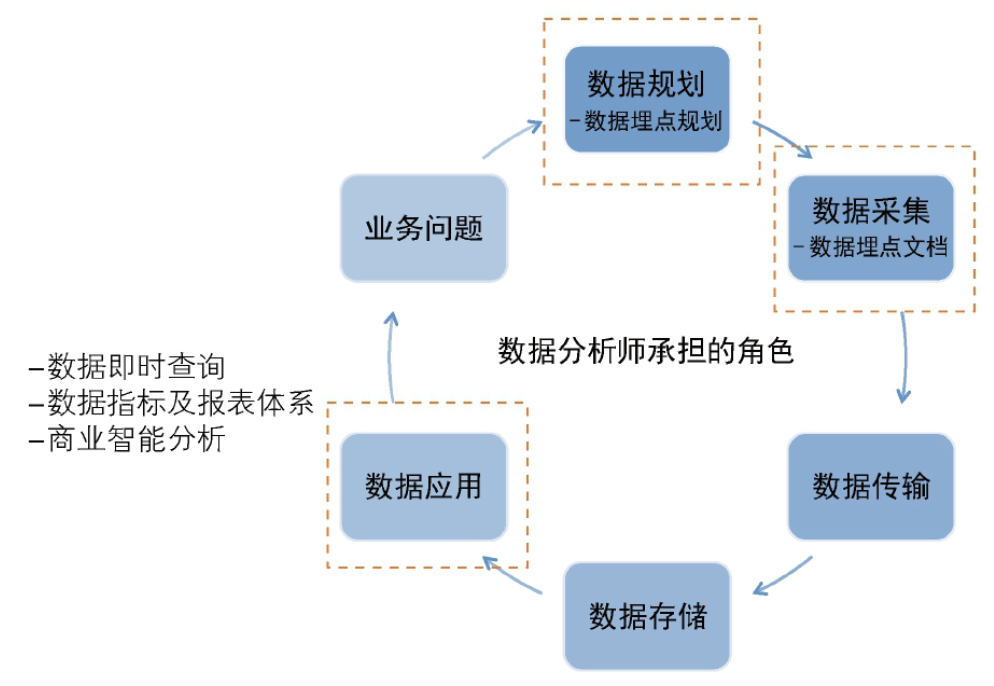 数据规划
-数据埋点规划
数据采集
-数据埋点文档
业务问题
数据分析师承担的角色
-数据即时查询
-数据指标及报表体系
-商业智能分析
数据应用
数据传输
数据存储